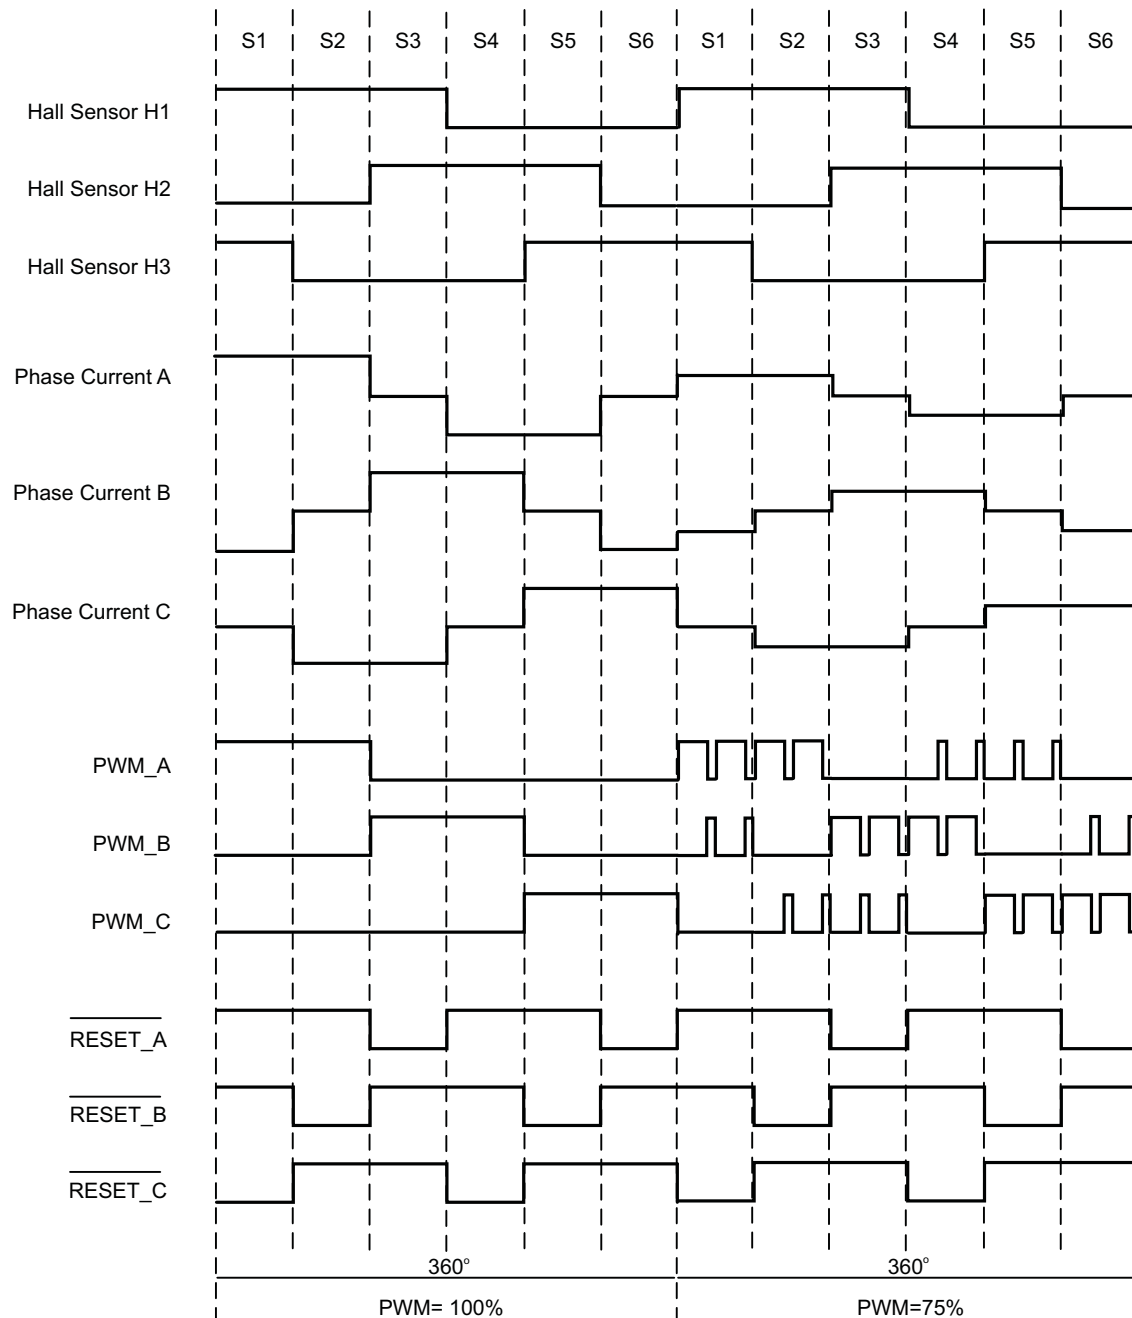 S1 S2 S3 S4 S5 S6 S1 S2 S3 S4 S5 S6
Hall Sensor H1
Hall Sensor H2
Hall Sensor H3
Phase Current A
Phase Current B
Phase Current C
PWM_A
PWM_B
PWM_C
RESET_A
RESET_B
RESET_C
360° 360°
PWM= 100% PWM=75%